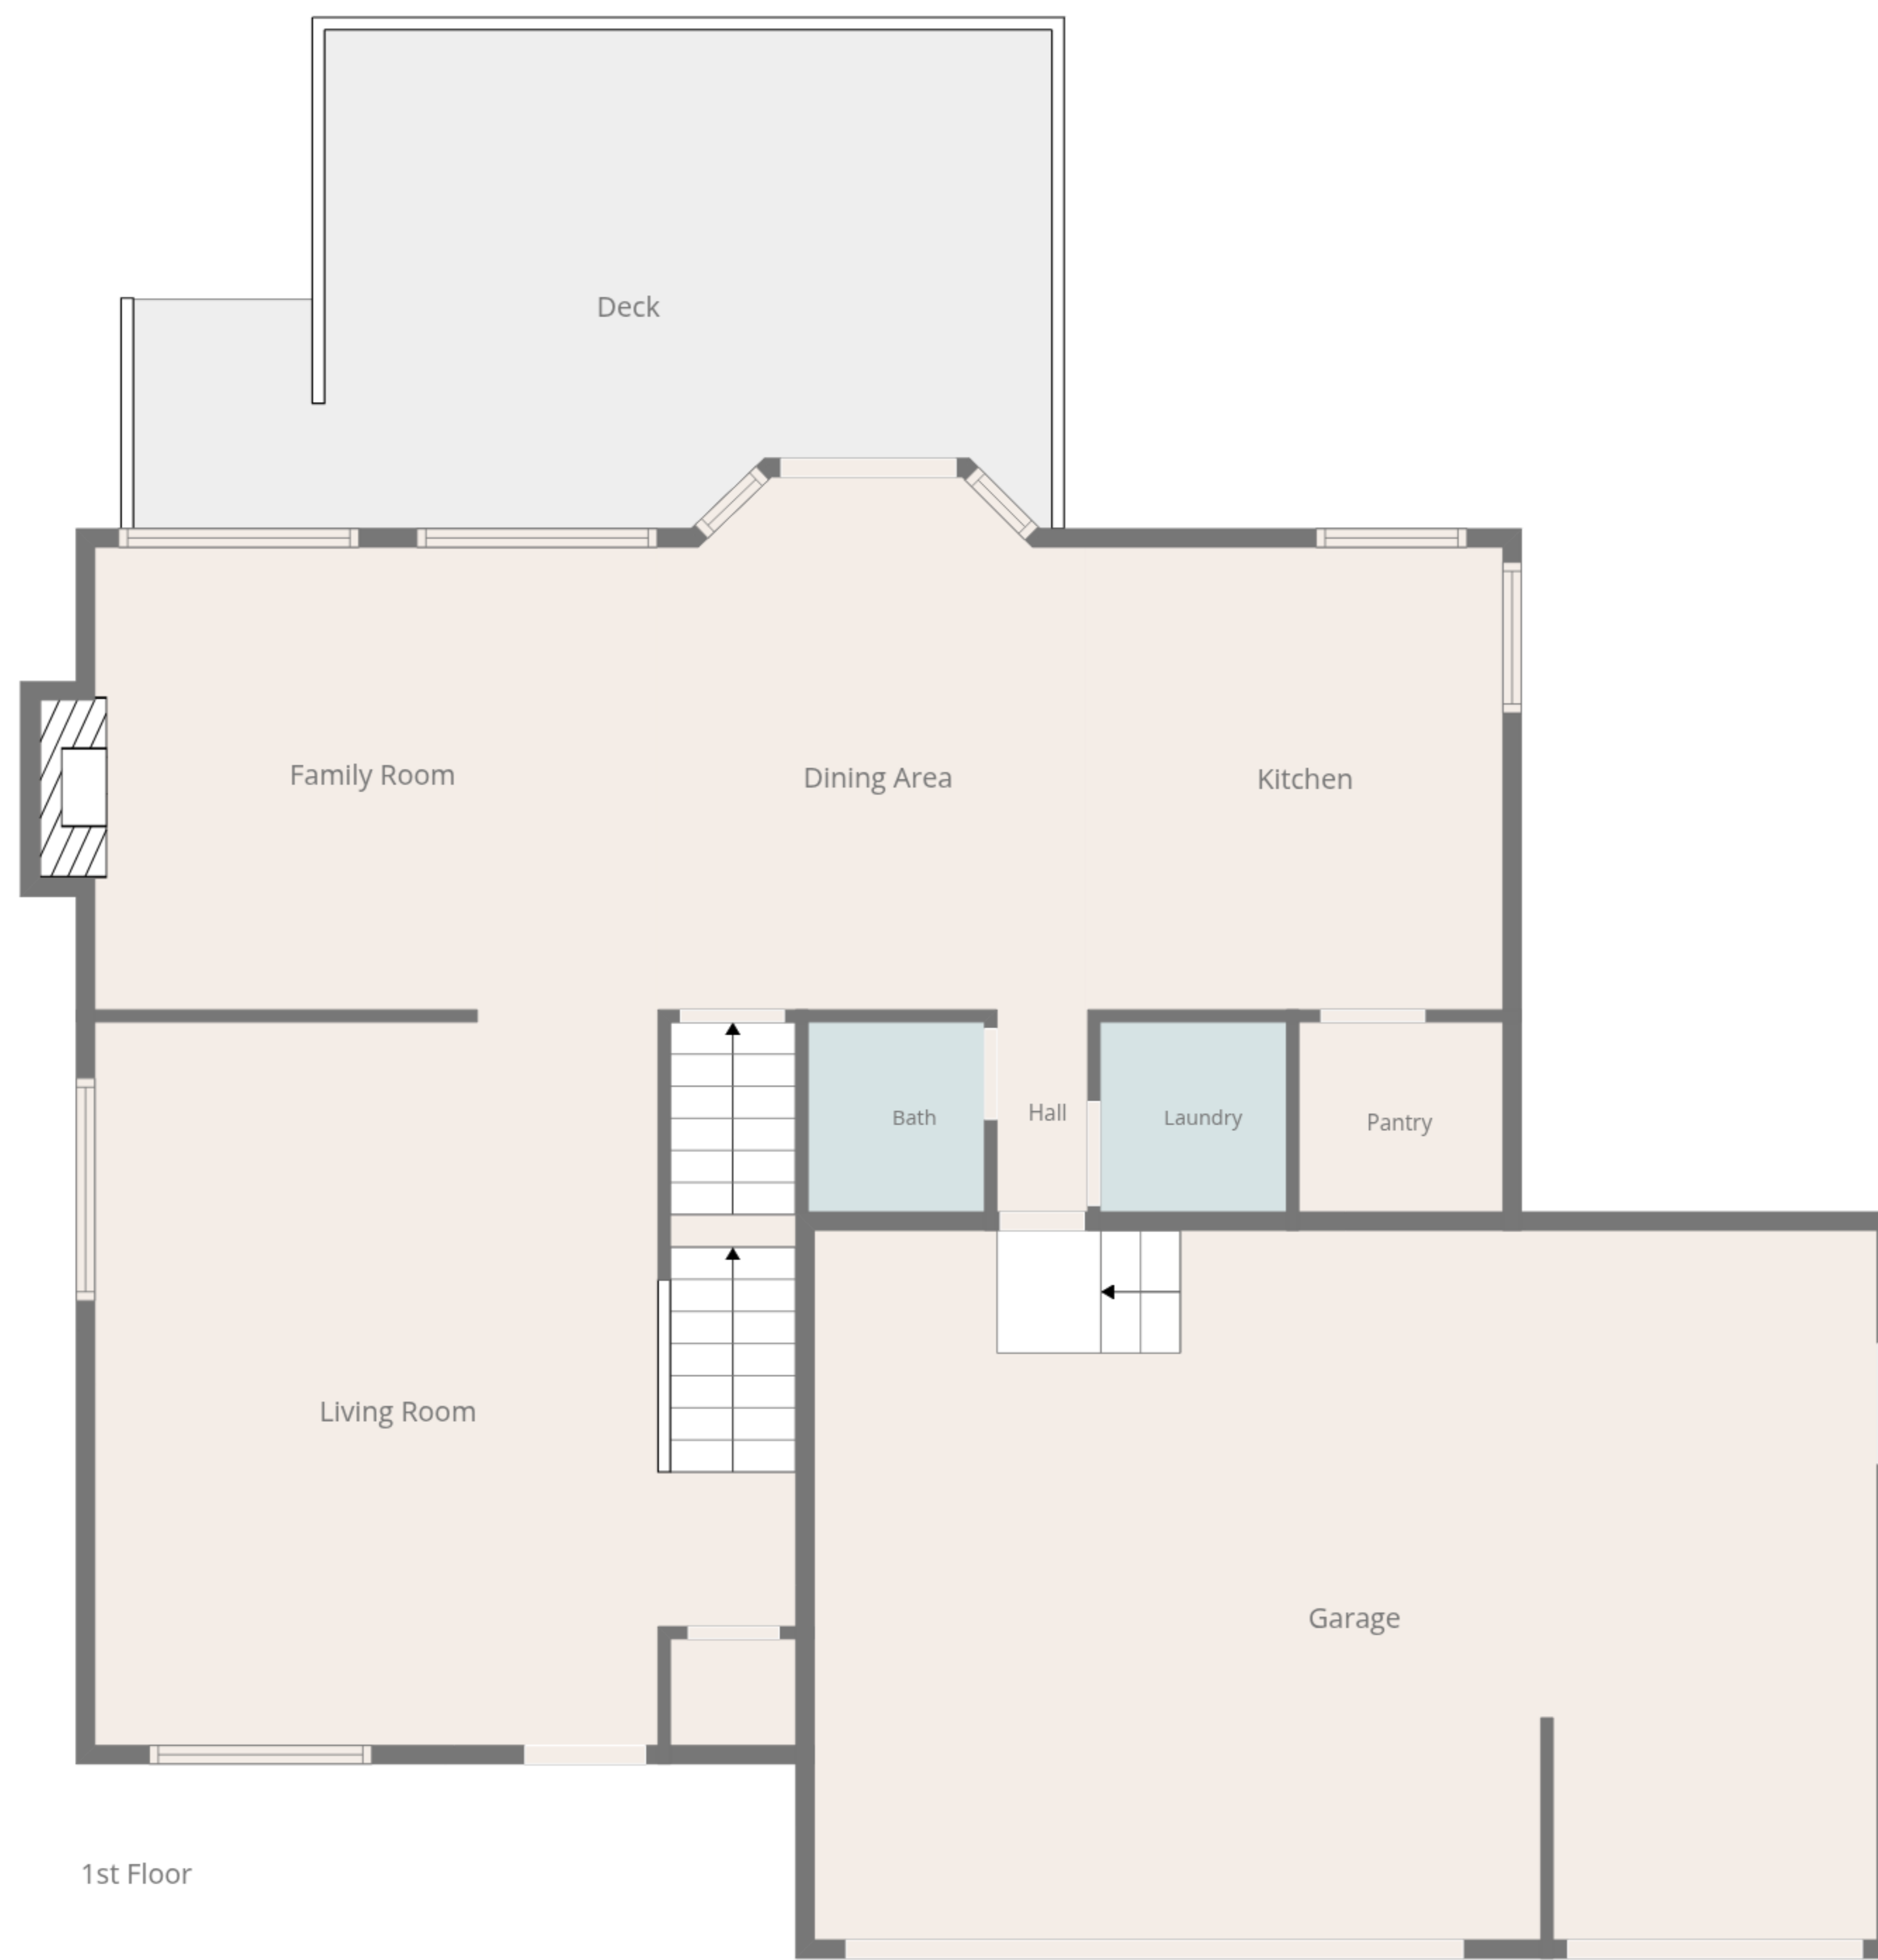 Deck
Family Room
Dining Area
Kitchen
Bath
Hall
Laundry
Pantry
Living Room
Garage
1st Floor